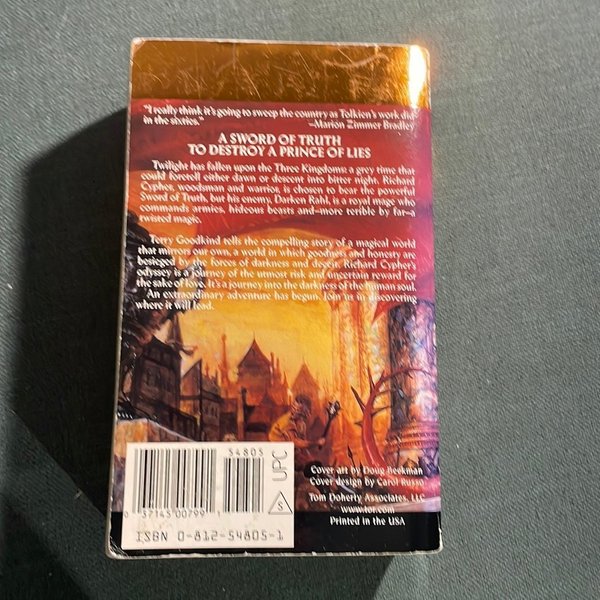 "I really think it's going to sweep the country as Tolkien's work did
in the sixties."
—Marion Zimmer Bradley
A SWORD OF TRUTH
TO DESTROY A PRINCE OF LIES
Twilight has fallen upon the Three Kingdoms: a grey time that
could foretell either dawn or descent into bitter night. Richard
Cypher, woodsman and warrior, is chosen to bear the powerful
Sword of Truth, but his enemy, Darken Rahl, is a royal mage who
commands armies, hideous beasts and—more terible by far—a
twisted magic.
Terry Goodkind tells the compelling story of a magical world
that mirrors our own, a world in which goodness and honesty are
besieged by the forces of darkness and deceit. Richard Cypher's
odyssey is a journey of the utmost risk and uncertain reward for
the sake of love. It's a journey into the darkness of the human soul.
An extraordinary adventure has begun. Join us in discovering
where it will lead.
54805
UPC
S
0 37145 00799 1
ISBN 0-812-54805-1
Cover art by Doug Beekman
Cover design by Carol Russo
Tom Doherty Associates, LLC
www.tor.com
Printed in the USA